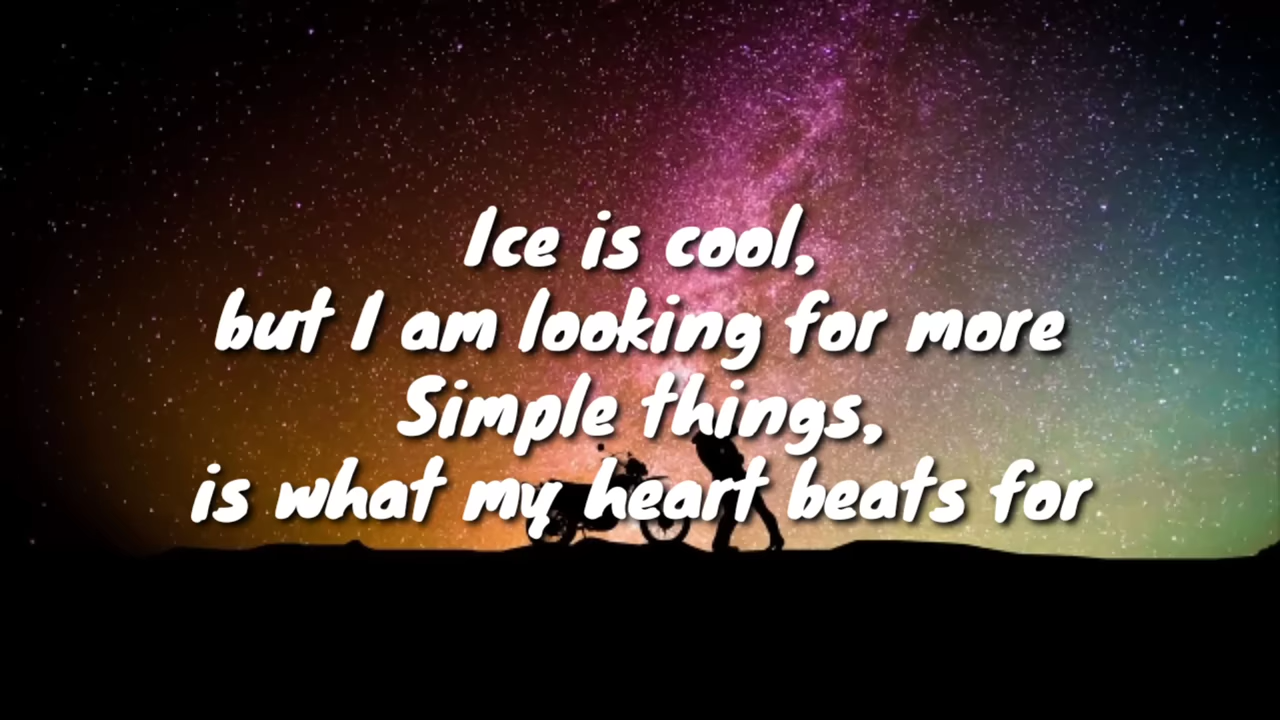 Ice is cool,
but I am looking for more
Simple things,
is what my heart beats for